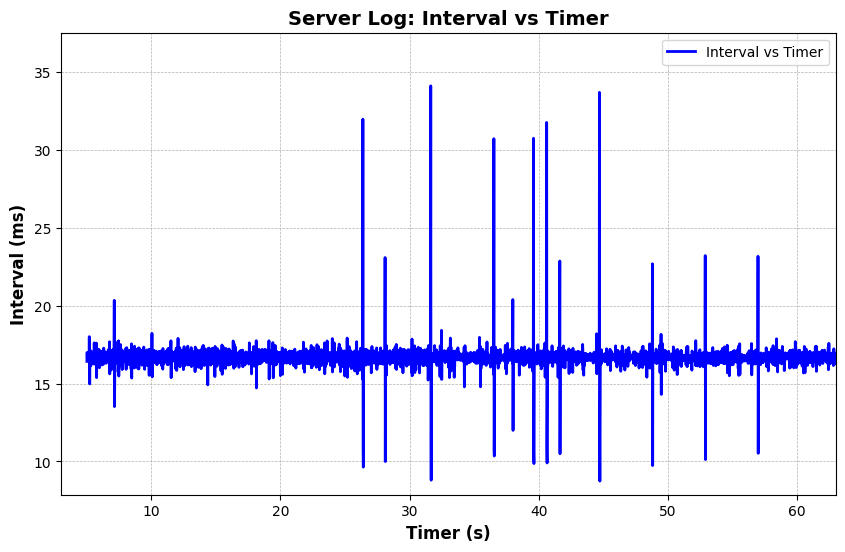 Server Log: Interval vs Timer
Interval vs Timer
35
30
25
20
15
10
Interval (ms)
10 20 30 40 50 60
Timer (s)